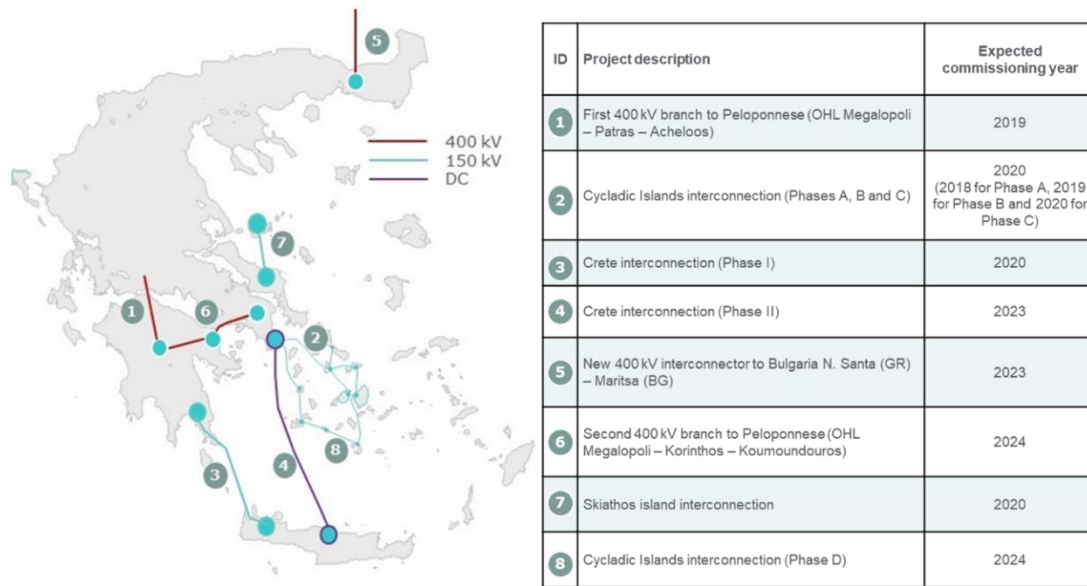 5
400 kV
150 kV
DC
7
1
6
2
8
3
4
ID
Project description
Expected
commissioning year
1
First 400 kV branch to Peloponnese (OHL Megalopoli
– Patras – Acheloos)
2019
2
Cycladic Islands interconnection (Phases A, B and C)
2020
(2018 for Phase A, 2019
for Phase B and 2020 for
Phase C)
3
Crete interconnection (Phase I)
2020
4
Crete interconnection (Phase II)
2023
5
New 400 kV interconnector to Bulgaria N. Santa (GR)
– Maritsa (BG)
2023
6
Second 400 kV branch to Peloponnese (OHL
Megalopoli – Korinthos – Koumoundouros)
2024
7
Skiathos island interconnection
2020
8
Cycladic Islands interconnection (Phase D)
2024